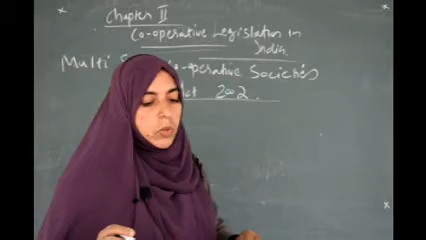 Chapter II
Co-operative Legislation in
India
Multi S co-operative Societies
Act 2002.